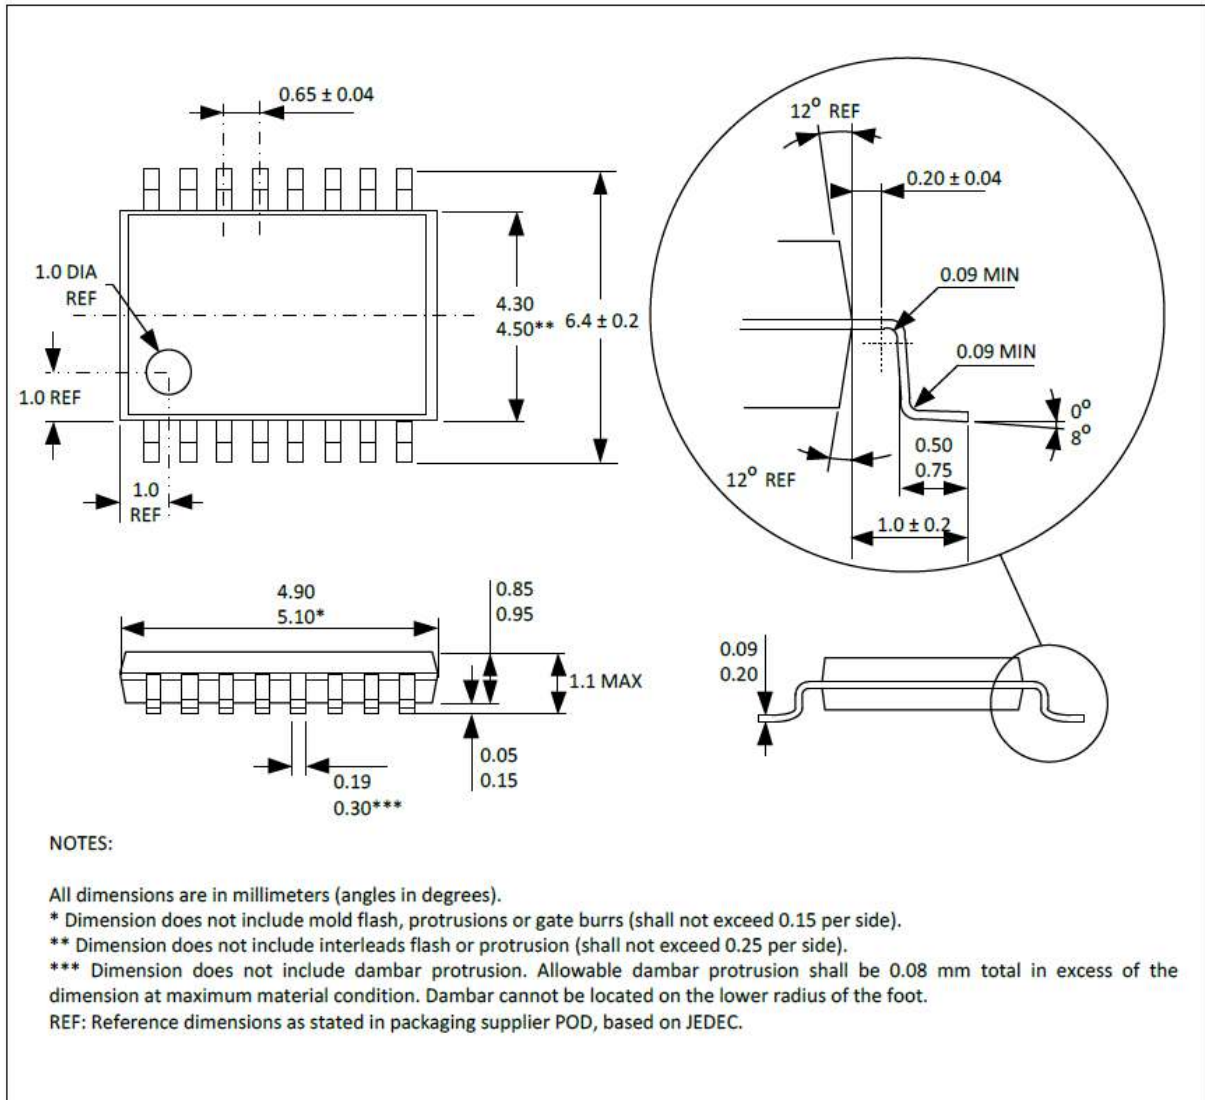 0.65 ± 0.04
1.0 DIA
REF
4.30
4.50**
6.4 ± 0.2
1.0 REF
1.0
REF
12° REF
0.20 ± 0.04
0.09 MIN
0.09 MIN
0°
8°
0.50
0.75
12° REF
1.0 ± 0.2
4.90
5.10*
0.85
0.95
1.1 MAX
0.05
0.15
0.19
0.30***
0.09
0.20
NOTES:
All dimensions are in millimeters (angles in degrees).
* Dimension does not include mold flash, protrusions or gate burrs (shall not exceed 0.15 per side).
** Dimension does not include interleads flash or protrusion (shall not exceed 0.25 per side).
*** Dimension does not include dambar protrusion. Allowable dambar protrusion shall be 0.08 mm total in excess of the
dimension at maximum material condition. Dambar cannot be located on the lower radius of the foot.
REF: Reference dimensions as stated in packaging supplier POD, based on JEDEC.